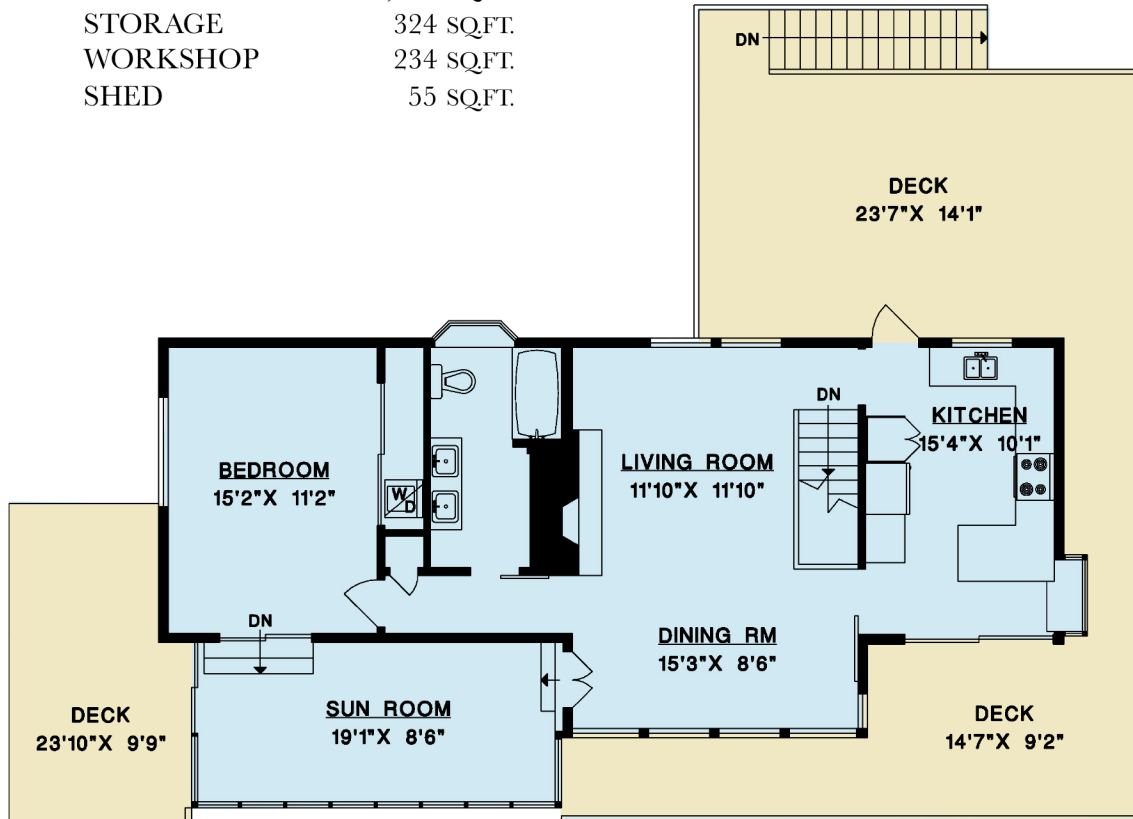 STORAGE 324 SQ.FT.
WORKSHOP 234 SQ.FT.
SHED 55 SQ.FT.
DN
DECK
23'7"X 14'1"
DN
KITCHEN
15'4"X 10'1"
BEDROOM
15'2"X 11'2"
LIVING ROOM
11'10"X 11'10"
W
D
DN
DINING RM
15'3"X 8'6"
SUN ROOM
19'1"X 8'6"
DECK
23'10"X 9'9"
DECK
14'7"X 9'2"